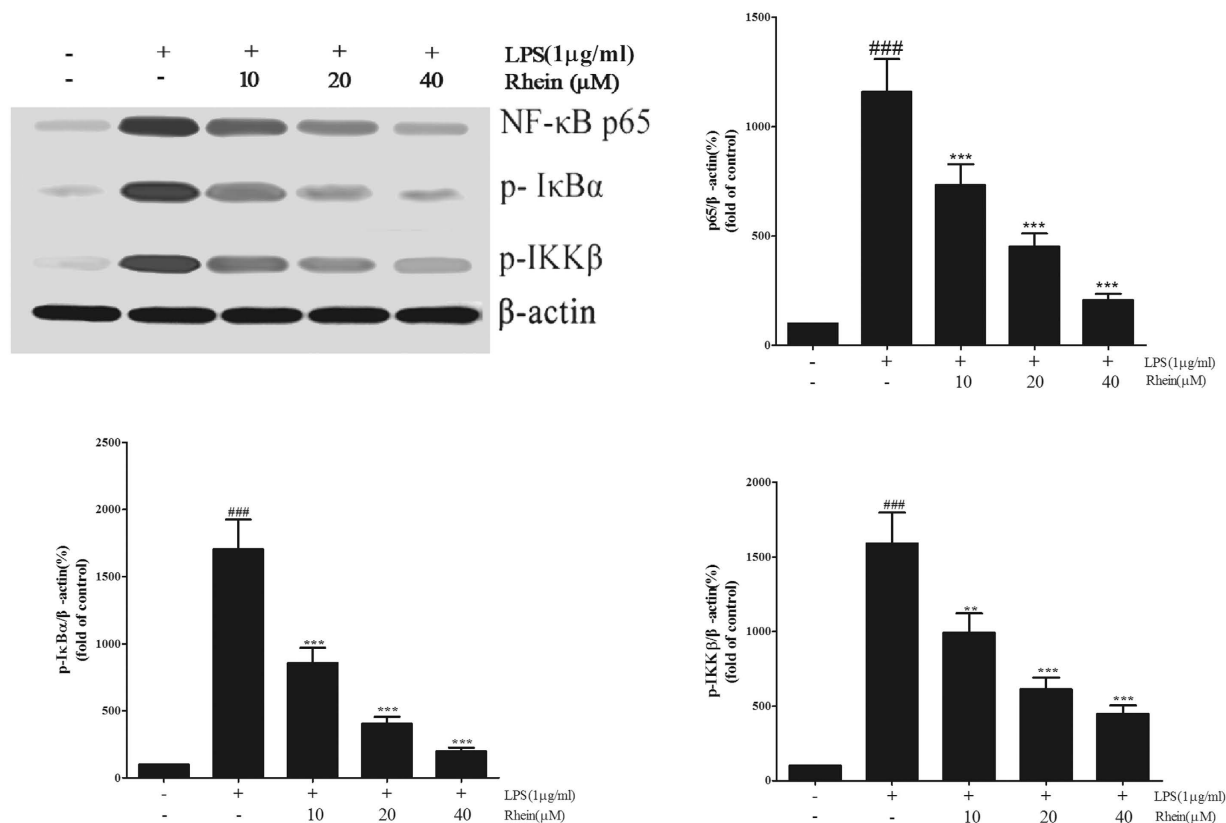 - + + + + LPS(1μg/ml)
- - 10 20 40 Rhein (μM)
NF-κB p65
p- IκBα
p-IKKβ
β-actin
p65/β -actin(%)
(fold of control)
1500
1000
500
0
###
***
***
***
- + + + + LPS(1μg/ml)
- - 10 20 40 Rhein(μM)
p-IκBα/β -actin(%)
(fold of control)
2500
2000
1500
1000
500
0
###
***
***
***
- + + + + LPS(1μg/ml)
- - 10 20 40 Rhein(μM)
p-IKKβ/β -actin(%)
(fold of control)
2000
1500
1000
500
0
###
**
***
***
- + + + + LPS(1μg/ml)
- - 10 20 40 Rhein(μM)